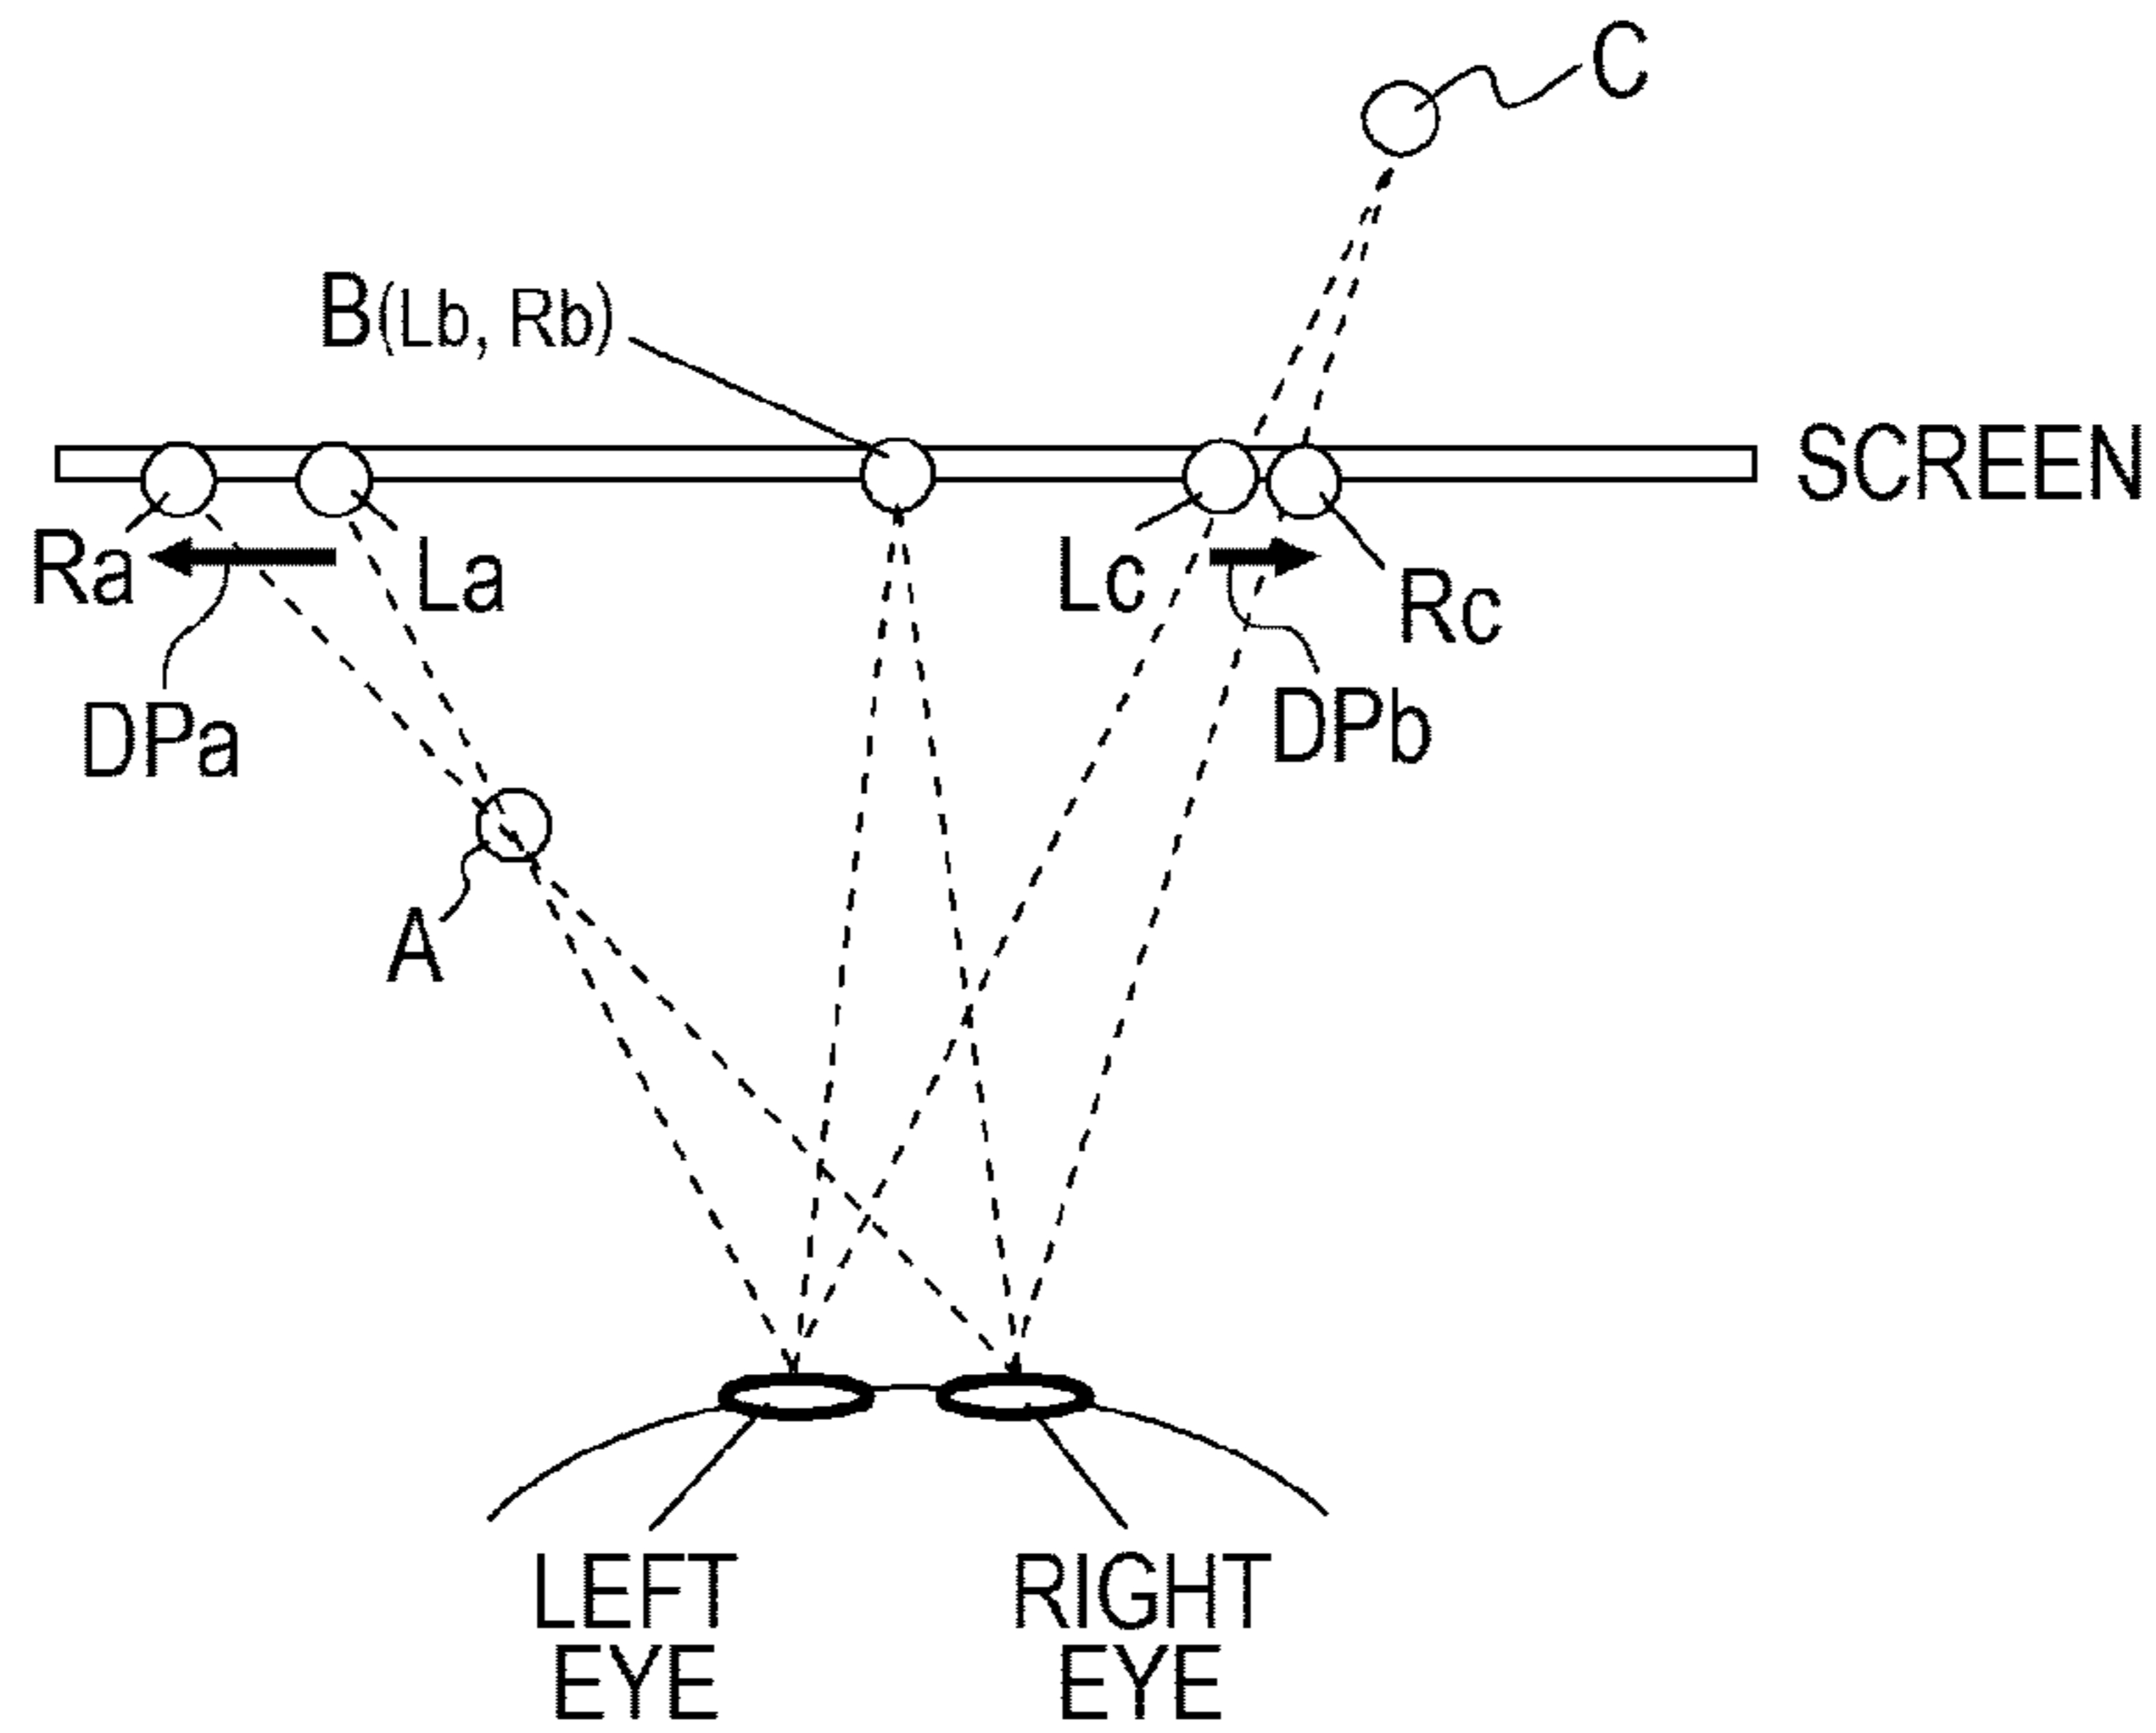 C
B(Lb, Rb)
SCREEN
Ra
La
Lc
Rc
DPa
DPb
A
LEFT
EYE
RIGHT
EYE